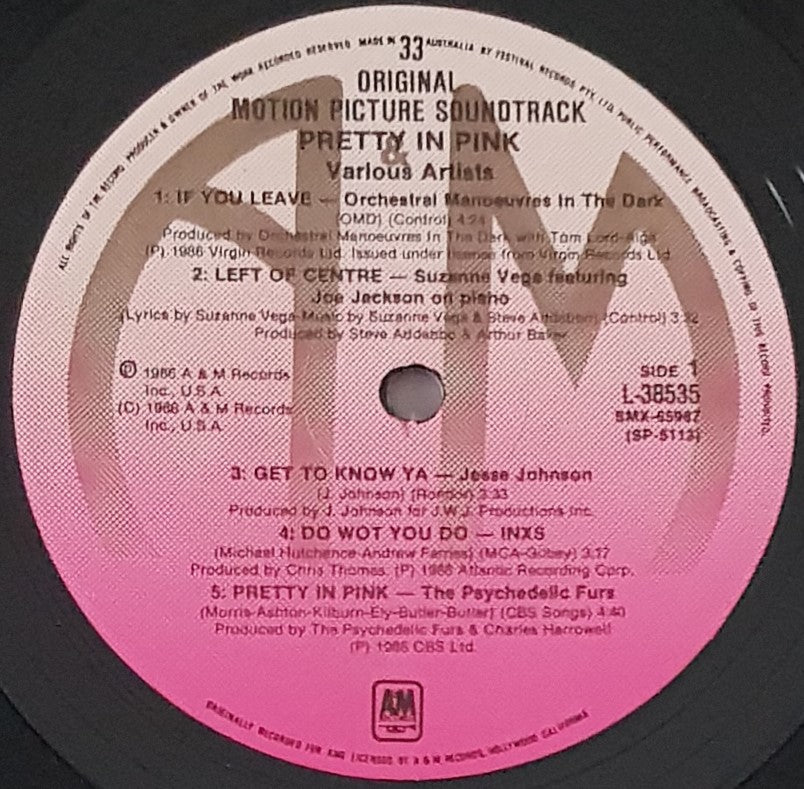 ALL RIGHTS OF THE RECORD PRODUCER & OWNER OF THE WORK RECORDED RESERVED MADE IN AUSTRALIA BY FESTIVAL RECORDS PTY. LTD. PUBLIC PERFORMANCE, BROADCASTING & COPYING OF THIS RECORD PROHIBITED.
33
ORIGINAL
MOTION PICTURE SOUNDTRACK
PRETTY IN PINK
&
Various Artists
1: IF YOU LEAVE — Orchestral Manoeuvres In The Dark
(OMD) (Control) 4:24
Produced by Orchestral Manoeuvres In The Dark with Tom Lord-Alge
(P) 1986 Virgin Records Ltd. Issued under license from Virgin Records Ltd.
2: LEFT OF CENTRE — Suzanne Vega featuring
Joe Jackson on piano
(Lyrics by Suzanne Vega-Music by Suzanne Vega & Steve Addabbo) (Control) 3:32
Produced by Steve Addabbo & Arthur Baker
Ⓟ 1986 A & M Records
Inc., U.S.A.
(C) 1986 A & M Records
Inc., U.S.A.
SIDE 1
L-38535
SMX-65987
(SP-5113)
3: GET TO KNOW YA — Jesse Johnson
(J. Johnson) 3:33
Produced by J. Johnson for J.W.J. Productions Inc.
4: DO WOT YOU DO — INXS
(Michael Hutchence-Andrew Farriss) 3:17
Produced by Chris Thomas. (P) 1986 Atlantic Recording Corp.
5: PRETTY IN PINK — The Psychedelic Furs
(Morris-Ashton-Kilburn-Ely-Butler-Butler) (CBS Songs) 4:40
Produced by The Psychedelic Furs & Charles Harrowell
(P) 1986 CBS Ltd.
A&M
ORIGINALLY RECORDED FOR AND LICENSED BY A & M RECORDS, HOLLYWOOD CALIFORNIA